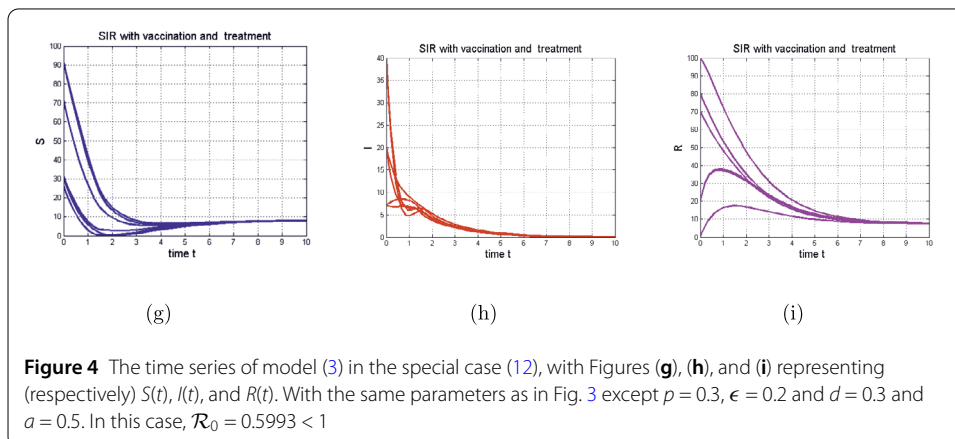 SIR with vaccination and treatment
100
90
80
70
60
50
40
30
20
10
0
S
0 1 2 3 4 5 6 7 8 9 10
time t
(g)
SIR with vaccination and treatment
40
35
30
25
20
15
10
5
0
I
0 1 2 3 4 5 6 7 8 9 10
time t
(h)
SIR with vaccination and treatment
100
90
80
70
60
50
40
30
20
10
0
R
0 1 2 3 4 5 6 7 8 9 10
time t
(i)
Figure 4 The time series of model (3) in the special case (12), with Figures (g), (h), and (i) representing
(respectively) S(t), I(t), and R(t). With the same parameters as in Fig. 3 except p = 0.3, ϵ = 0.2 and d = 0.3 and
a = 0.5. In this case, 𝓡₀ = 0.5993 < 1